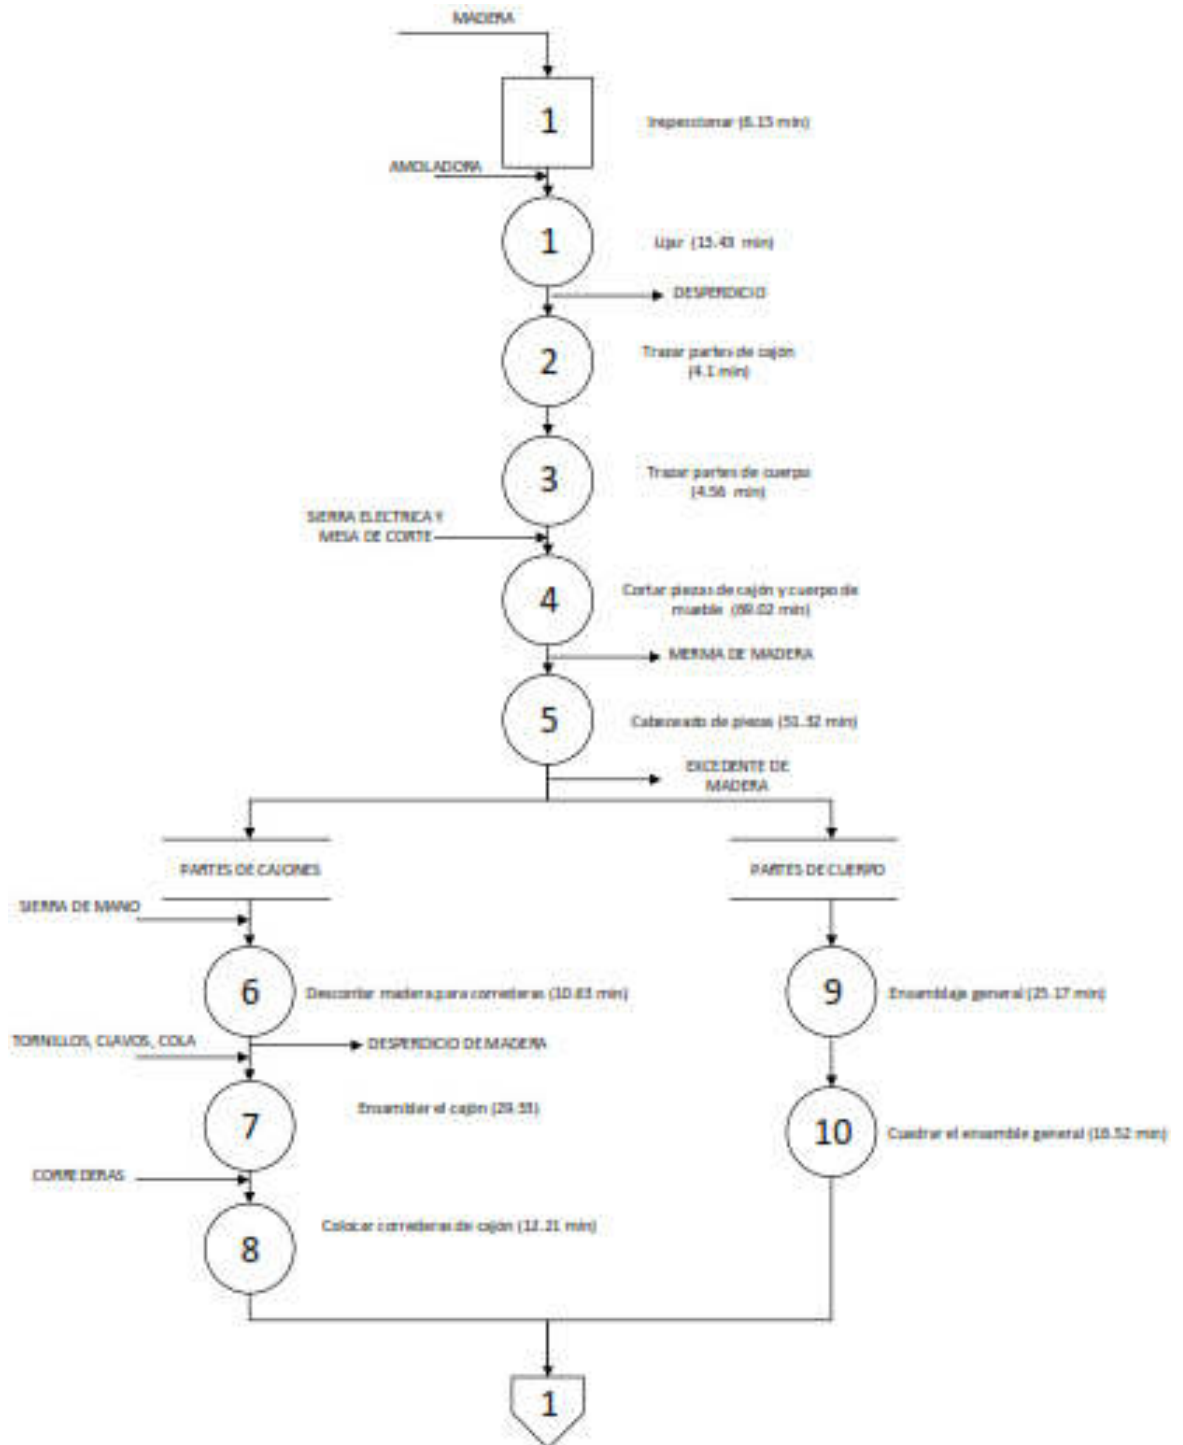 MADERA
1
Inspeccionar (6.15 min)
AMOLADORA
1
Lijar (13.43 min)
DESPERDICIO
2
Trazar partes de cajón
(4.1 min)
3
Trazar partes de cuerpo
(4.56 min)
SIERRA ELECTRICA Y
MESA DE CORTE
4
Cortar piezas de cajón y cuerpo de
mueble (69.02 min)
MERMA DE MADERA
5
Cabeceado de piezas (51.32 min)
EXCEDENTE DE
MADERA
PARTES DE CAJONES
PARTES DE CUERPO
SIERRA DE MANO
6
Descontar madera para correderas (10.63 min)
9
Ensamblaje general (25.17 min)
TORNILLOS, CLAVOS, COLA
DESPERDICIO DE MADERA
7
Ensamblar el cajón (29.53)
10
Cuadrar el ensamble general (16.52 min)
CORREDERAS
8
Colocar correderas de cajón (12.21 min)
1